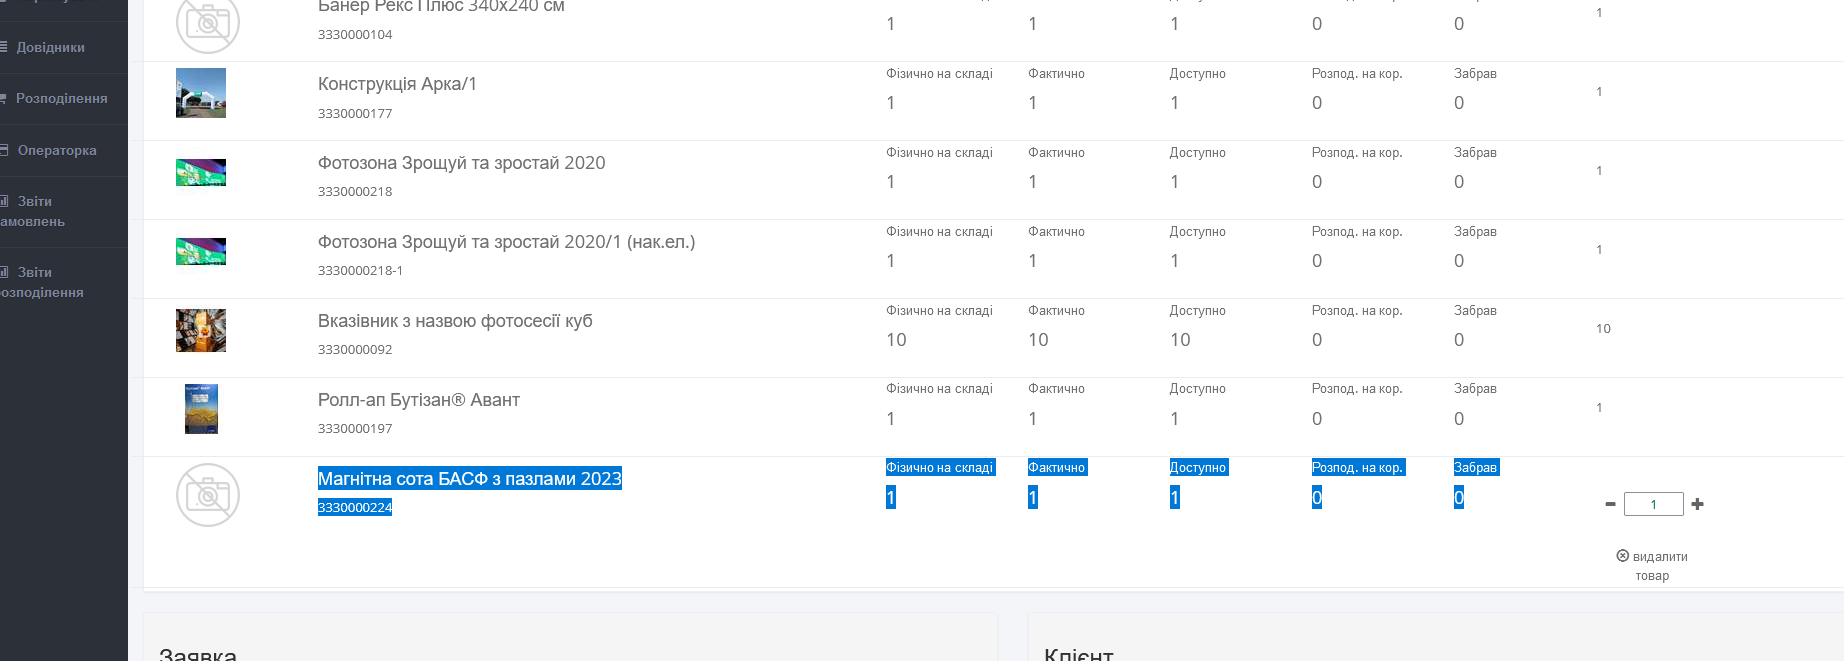 Банер Рекс Плюс 340х240 см
3330000104
1
1
1
0
0
1
Довідники
Розподілення
Операторка
Звіти
замовлень
Звіти
розподілення
Конструкція Арка/1
3330000177
Фізично на складі
1
Фактично
1
Доступно
1
Розпод. на кор.
0
Забрав
0
1
Фотозона Зрощуй та зростай 2020
3330000218
Фізично на складі
1
Фактично
1
Доступно
1
Розпод. на кор.
0
Забрав
0
1
Фотозона Зрощуй та зростай 2020/1 (нак.ел.)
3330000218-1
Фізично на складі
1
Фактично
1
Доступно
1
Розпод. на кор.
0
Забрав
0
1
Вказівник з назвою фотосесії куб
3330000092
Фізично на складі
10
Фактично
10
Доступно
10
Розпод. на кор.
0
Забрав
0
10
Ролл-ап Бутізан® Авант
3330000197
Фізично на складі
1
Фактично
1
Доступно
1
Розпод. на кор.
0
Забрав
0
1
Магнітна сота БАСФ з пазлами 2023
3330000224
Фізично на складі
1
Фактично
1
Доступно
1
Розпод. на кор.
0
Забрав
0
1
видалити
товар
Заявка
Клієнт